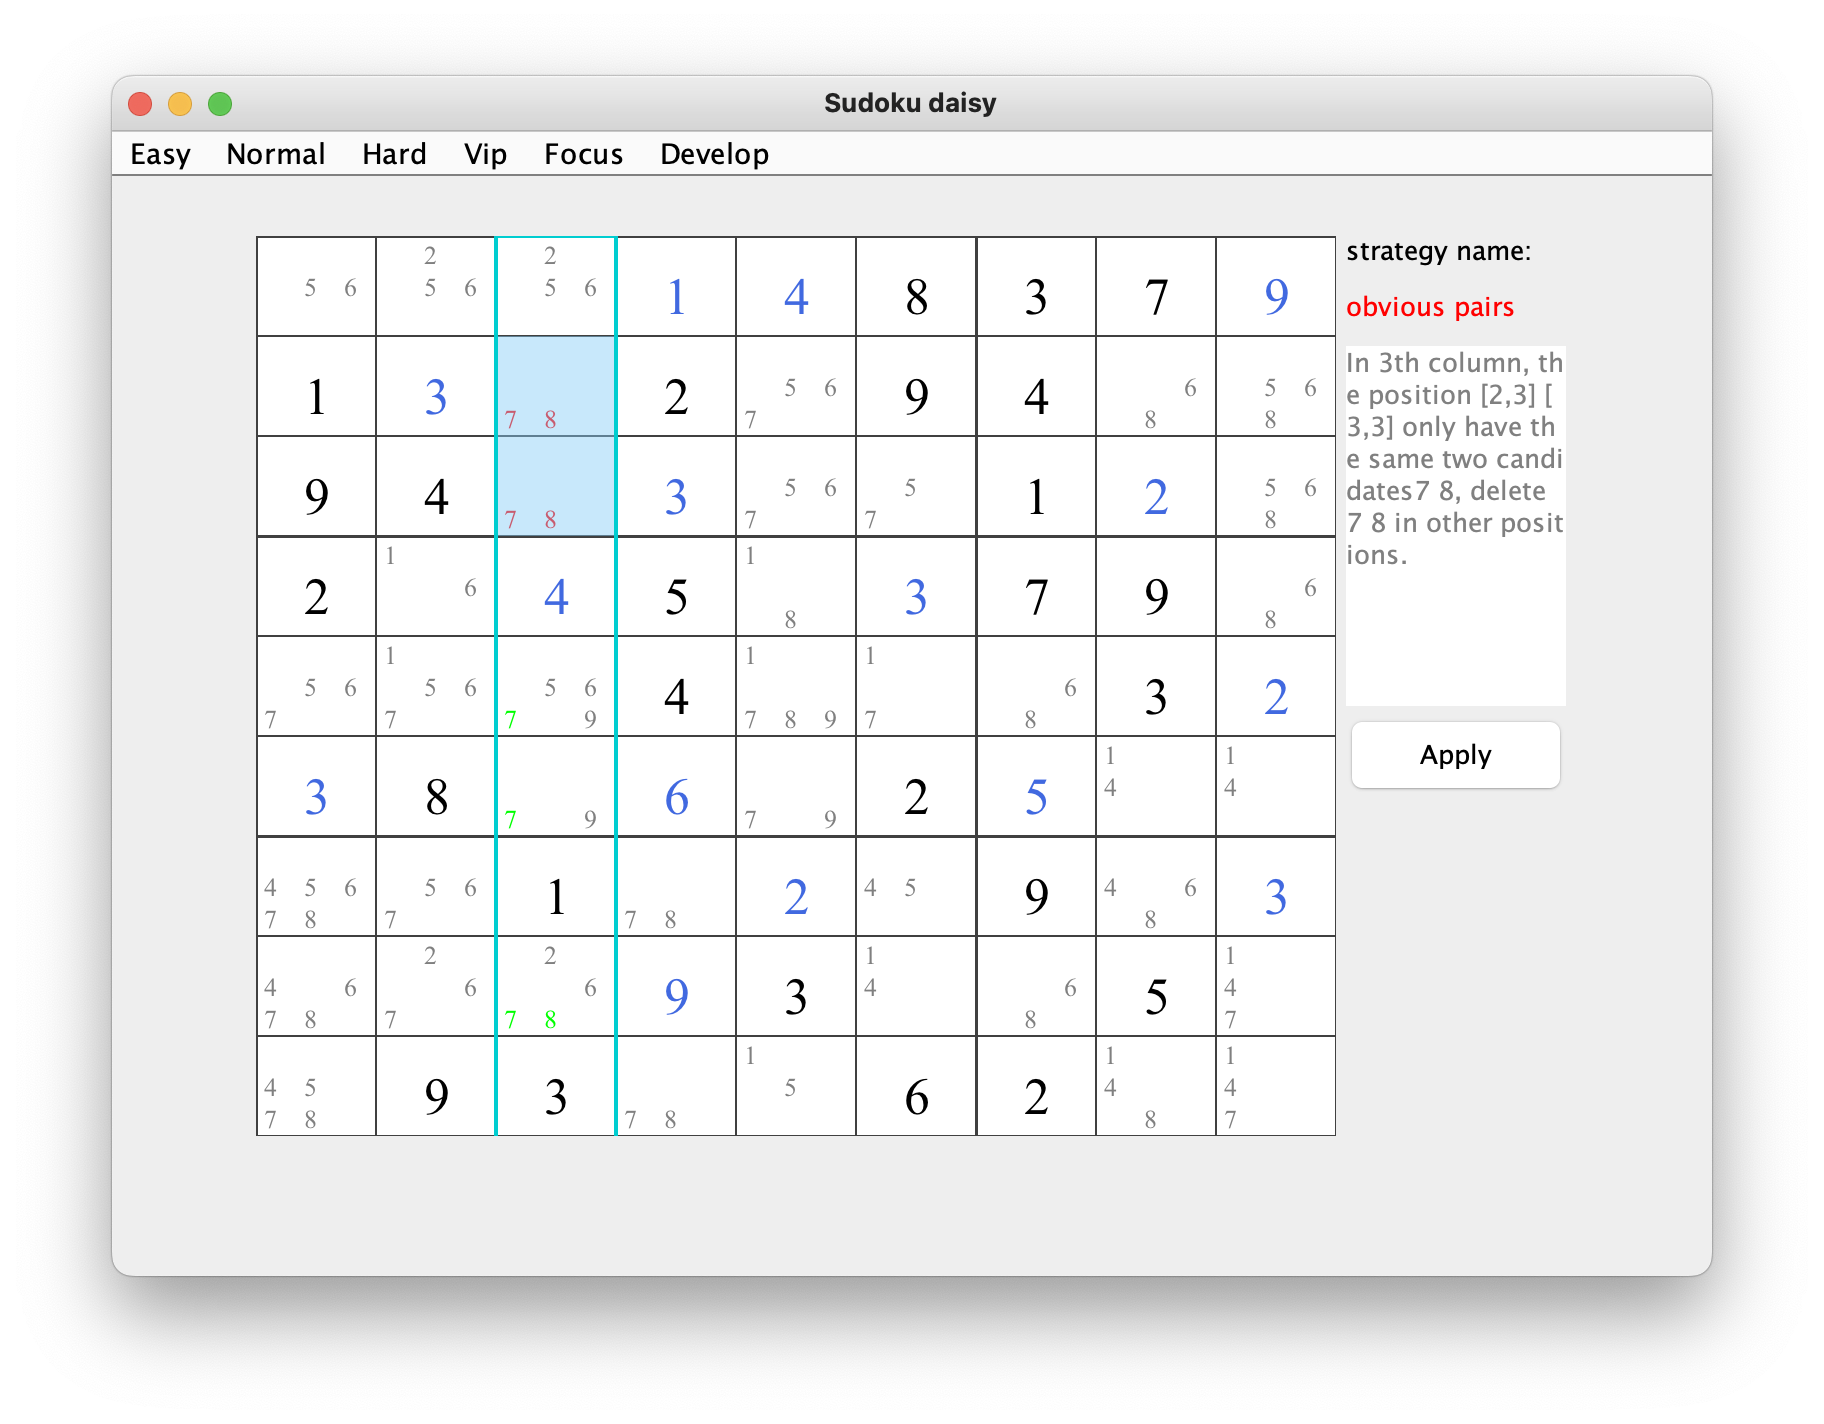 Sudoku daisy
Easy Normal Hard Vip Focus Develop
2 2
5 6 5 6 5 6 1 4 8 3 7 9
1 3 2 5 6 9 4 6 5 6
7 8 7 8 8
9 4 3 5 6 5 1 2 5 6
7 8 7 7 8
1 1
2 6 4 5 3 7 9 6
8 8
1 1 1
5 6 5 6 5 6 4 6 3 2
7 7 7 9 7 8 9 7 8
1 1
3 8 6 2 5 4 4
7 9 7 9
4 5 6 5 6 1 2 4 5 9 4 6 3
7 8 7 7 8 8
2 2 1 1
4 6 6 6 9 3 4 6 5 4
7 8 7 7 8 8 7
1 1 1
4 5 9 3 5 6 2 4 4
7 8 7 8 8 7
strategy name:
obvious pairs
In 3th column, th
e position [2,3] [
3,3] only have th
e same two candi
dates7 8, delete
7 8 in other posit
ions.
Apply